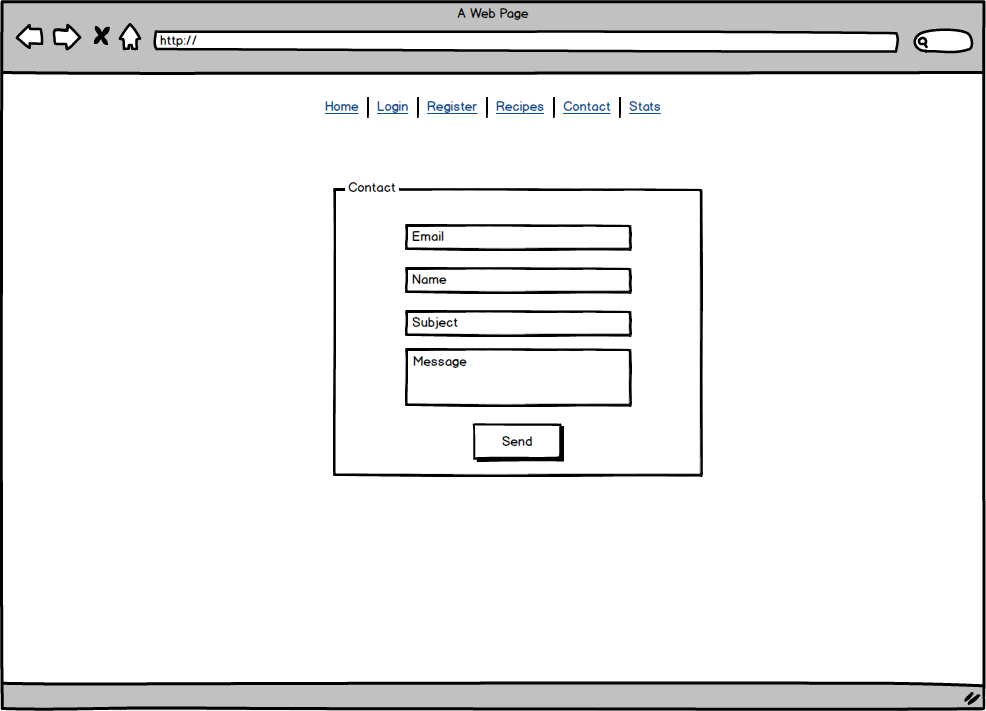 A Web Page
http://
Home Login Register Recipes Contact Stats
Contact
Email
Name
Subject
Message
Send